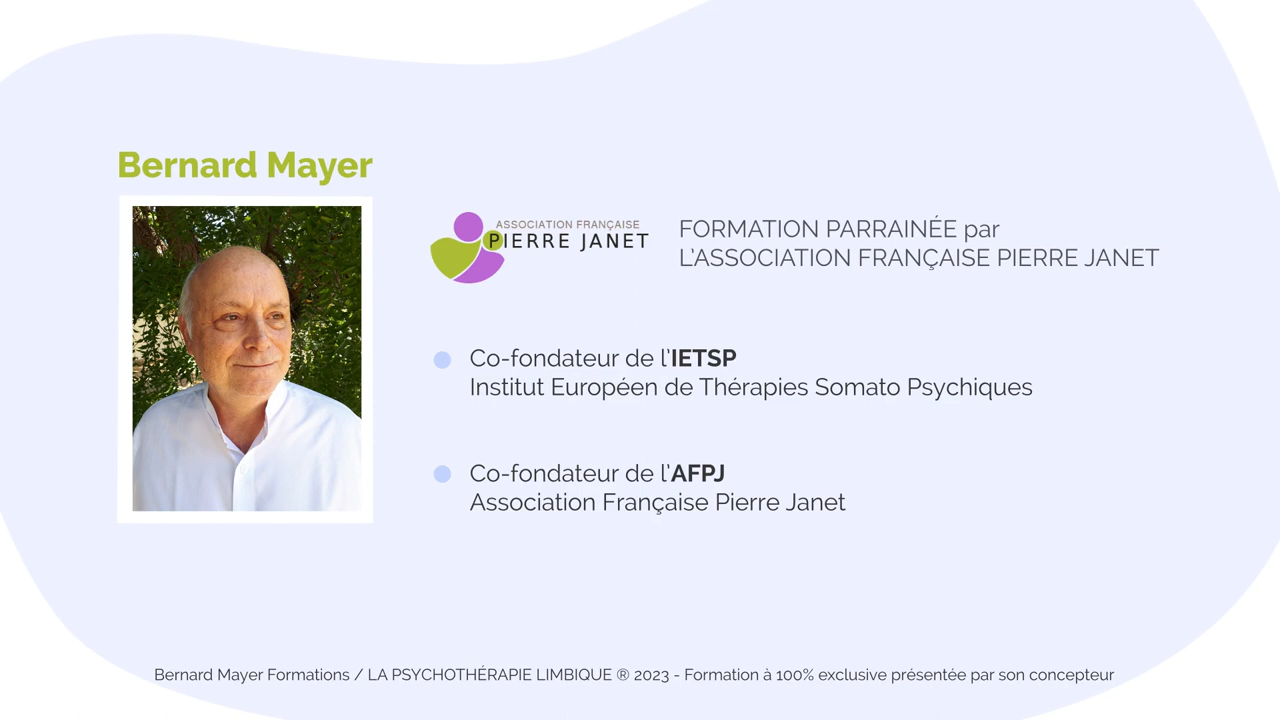 Bernard Mayer
ASSOCIATION FRANÇAISE
PIERRE JANET
FORMATION PARRAINÉE par
L'ASSOCIATION FRANÇAISE PIERRE JANET
Co-fondateur de l'IETSP
Institut Européen de Thérapies Somato Psychiques
Co-fondateur de l'AFPJ
Association Française Pierre Janet
Bernard Mayer Formations / LA PSYCHOTHÉRAPIE LIMBIQUE ® 2023 - Formation à 100% exclusive présentée par son concepteur